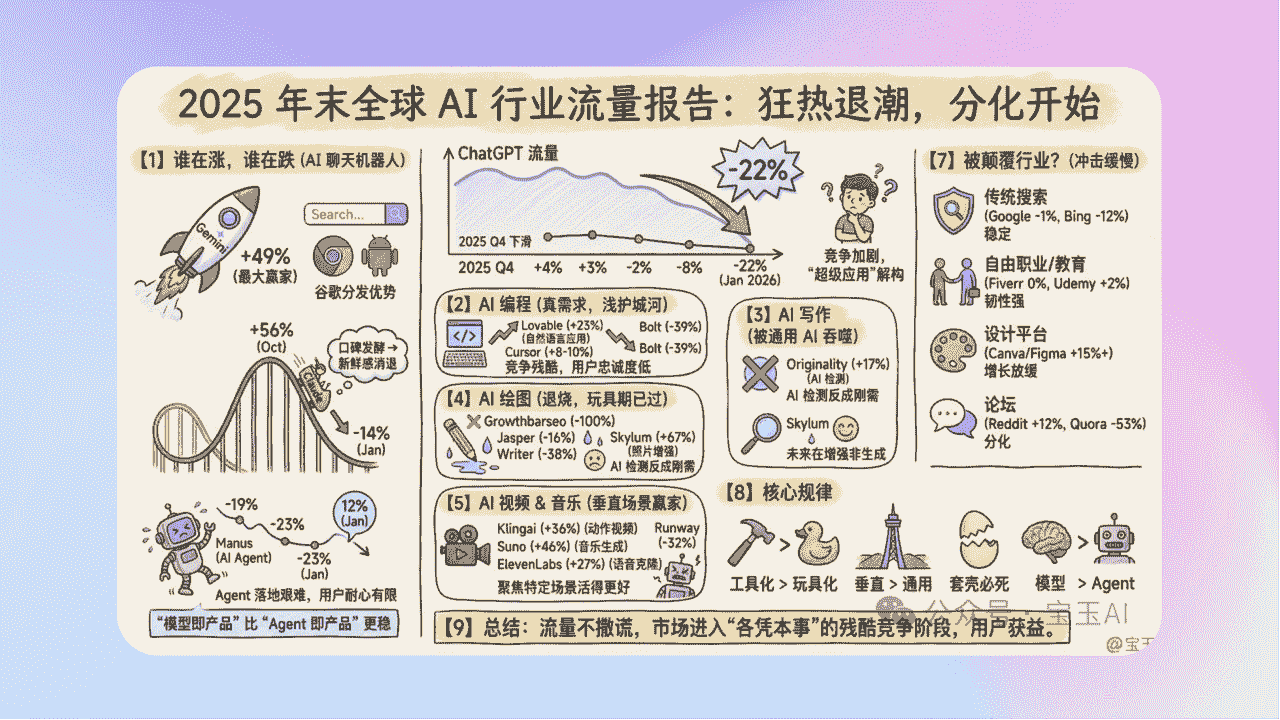 2025 年末全球 AI 行业流量报告：狂热退潮，分化开始
【1】谁在涨，谁在跌 (AI 聊天机器人)
Gemini
+49%
(最大赢家)
Search...
谷歌分发优势
+56%
(Oct)
口碑发酵→
新鲜感消退
Claude
-14%
(Jan)
-19%
-23%
-23%
(Jan)
12%
(Jan)
Manus
(AI Agent)
Agent 落地艰难，用户耐心有限
“模型即产品” 比 “Agent 即产品” 更稳
ChatGPT 流量
-22%
2025 Q4 下滑
2025 Q4 +4% +3% -2% -8% -22%
(Jan 2026)
竞争加剧，
“超级应用”解构
【2】AI 编程 (真需求，浅护城河)
</>
Lovable (+23%)
(自然语言应用)
Cursor (+8-10%)
Bolt (-39%)
Bolt (-39%)
竞争残酷，用户忠诚度低
【3】AI 写作
(被通用 AI 吞噬)
Originality (+17%)
(AI 检测)
AI 检测反成刚需
Skylum
未来在增强非生成
【4】AI 绘图 (退烧，玩具期已过)
Growthbarseo (-100%)
Jasper (-16%)
Writer (-38%)
Skylum (+67%)
(照片增强)
AI 检测反成刚需
【5】AI 视频 & 音乐 (垂直场景赢家)
Klingai (+36%) (动作视频)
Suno (+46%) (音乐生成)
ElevenLabs (+27%) (语音克隆)
Runway
(-32%)
聚焦特定场景活得更好
【7】被颠覆行业? (冲击缓慢)
传统搜索
(Google -1%, Bing -12%)
稳定
自由职业/教育
(Fiverr 0%, Udemy +2%)
韧性强
设计平台
(Canva/Figma +15%+)
增长放缓
论坛
(Reddit +12%, Quora -53%)
分化
【8】核心规律
>
>
工具化 > 玩具化
垂直 > 通用
套壳必死
模型 > Agent
【9】总结：流量不撒谎，市场进入“各凭本事”的残酷竞争阶段，用户获益。
公众号 · 宝玉AI
@宝玉